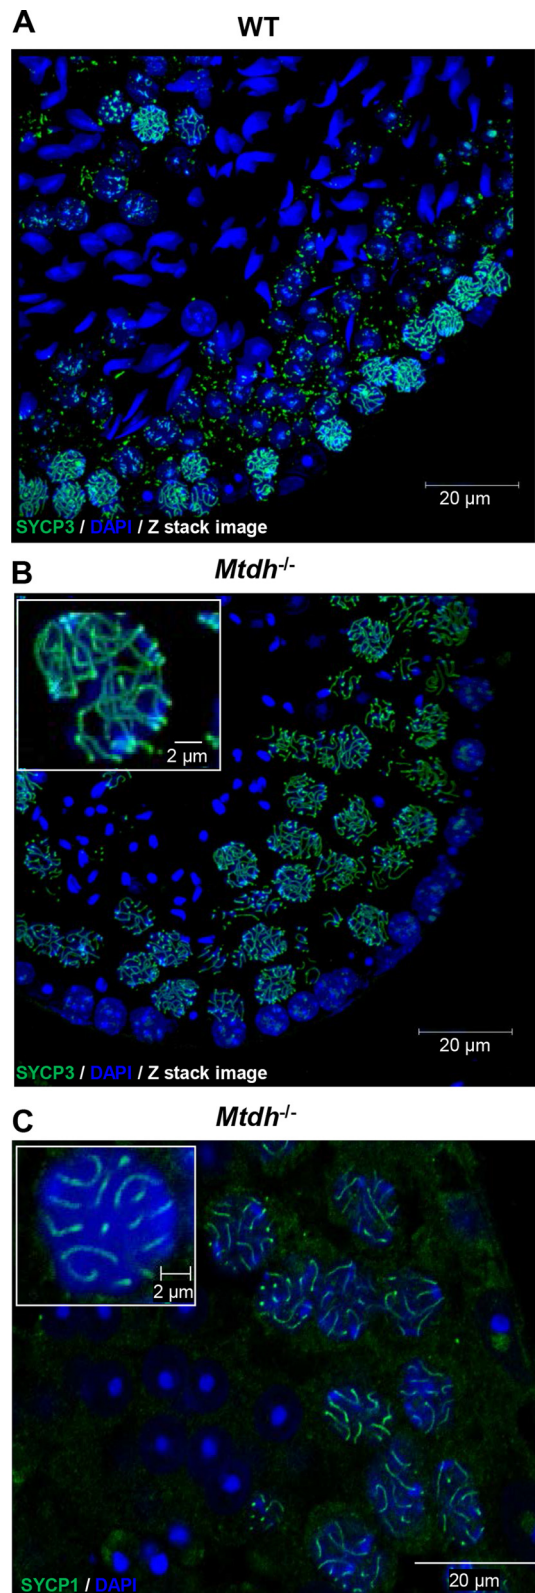 A
WT
20 µm
SYCP3 / DAPI / Z stack image
B
Mtdh-/-
2 µm
20 µm
SYCP3 / DAPI / Z stack image
C
Mtdh-/-
2 µm
20 µm
SYCP1 / DAPI